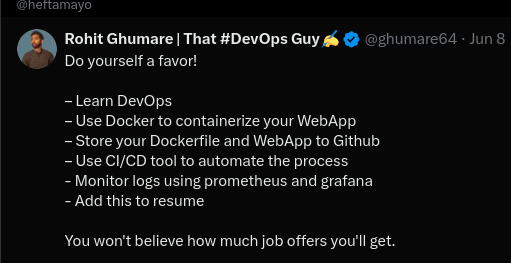 @heftamayo
Rohit Ghumare | That #DevOps Guy ✍️ @ghumare64 · Jun 8
Do yourself a favor!
– Learn DevOps
– Use Docker to containerize your WebApp
– Store your Dockerfile and WebApp to Github
– Use CI/CD tool to automate the process
- Monitor logs using prometheus and grafana
- Add this to resume
You won't believe how much job offers you'll get.